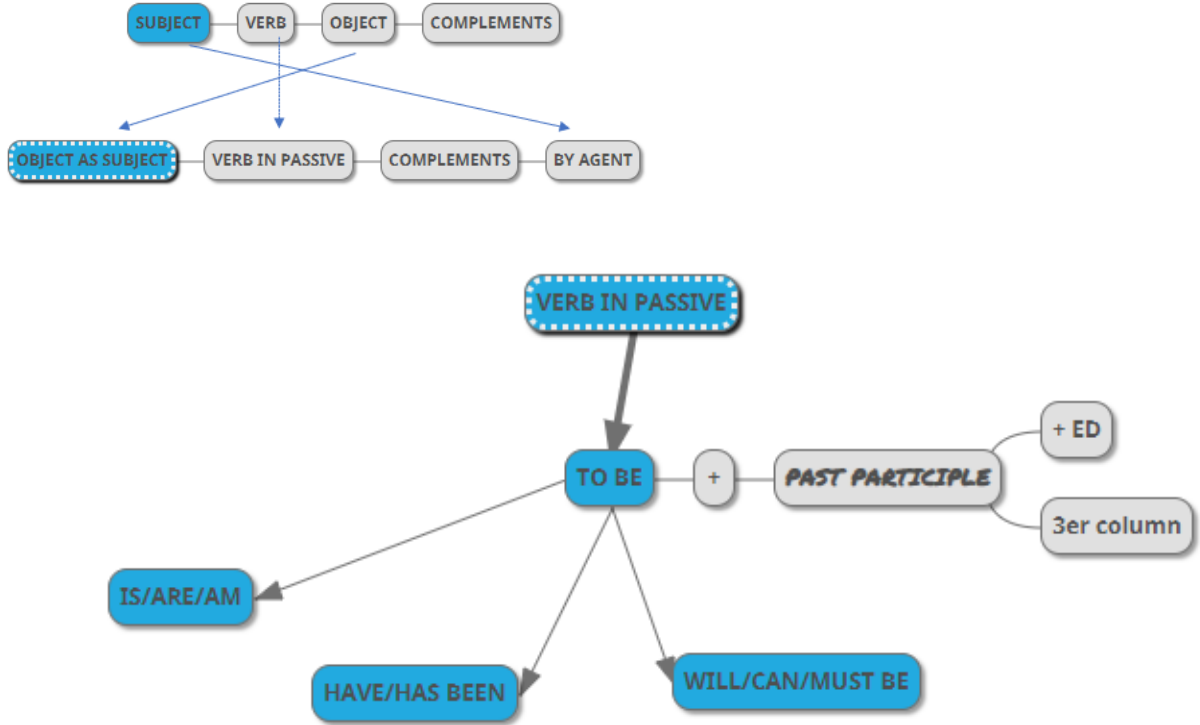 SUBJECT VERB OBJECT COMPLEMENTS
OBJECT AS SUBJECT VERB IN PASSIVE COMPLEMENTS BY AGENT
VERB IN PASSIVE
+ ED
TO BE + PAST PARTICIPLE
3er column
IS/ARE/AM
HAVE/HAS BEEN
WILL/CAN/MUST BE